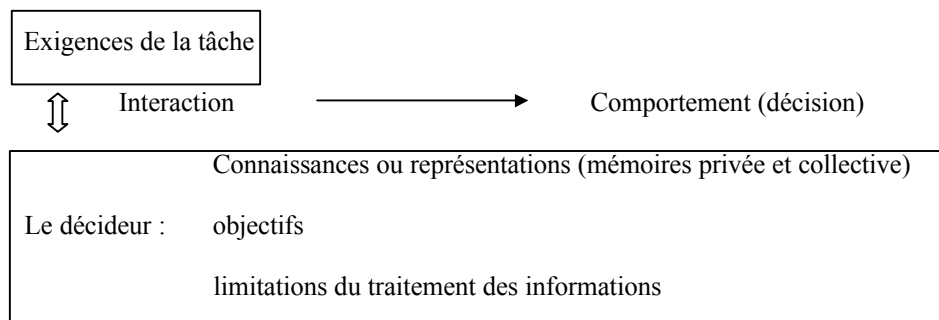 Exigences de la tâche
Interaction Comportement (décision)
Connaissances ou représentations (mémoires privée et collective)
Le décideur : objectifs
limitations du traitement des informations